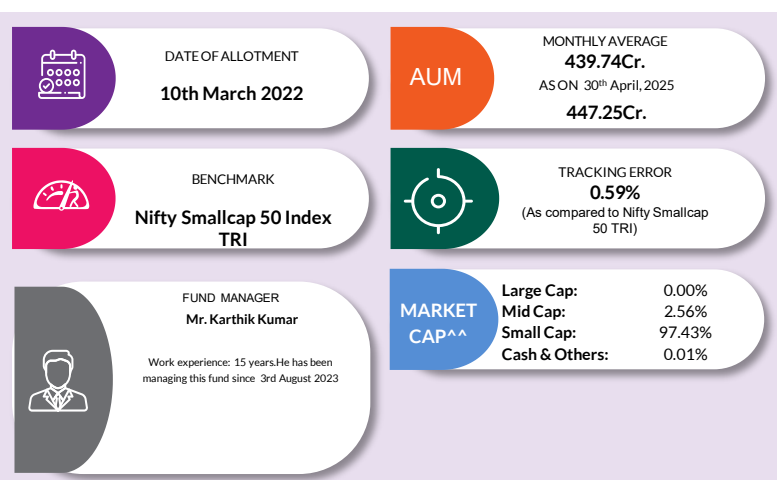 DATE OF ALLOTMENT
10th March 2022
AUM
MONTHLY AVERAGE
439.74Cr.
AS ON 30th April, 2025
447.25Cr.
BENCHMARK
Nifty Smallcap 50 Index
TRI
TRACKING ERROR
0.59%
(As compared to Nifty Smallcap
50 TRI)
FUND MANAGER
Mr. Karthik Kumar
Work experience: 15 years.He has been
managing this fund since 3rd August 2023
MARKET
CAP^^
Large Cap: 0.00%
Mid Cap: 2.56%
Small Cap: 97.43%
Cash & Others: 0.01%